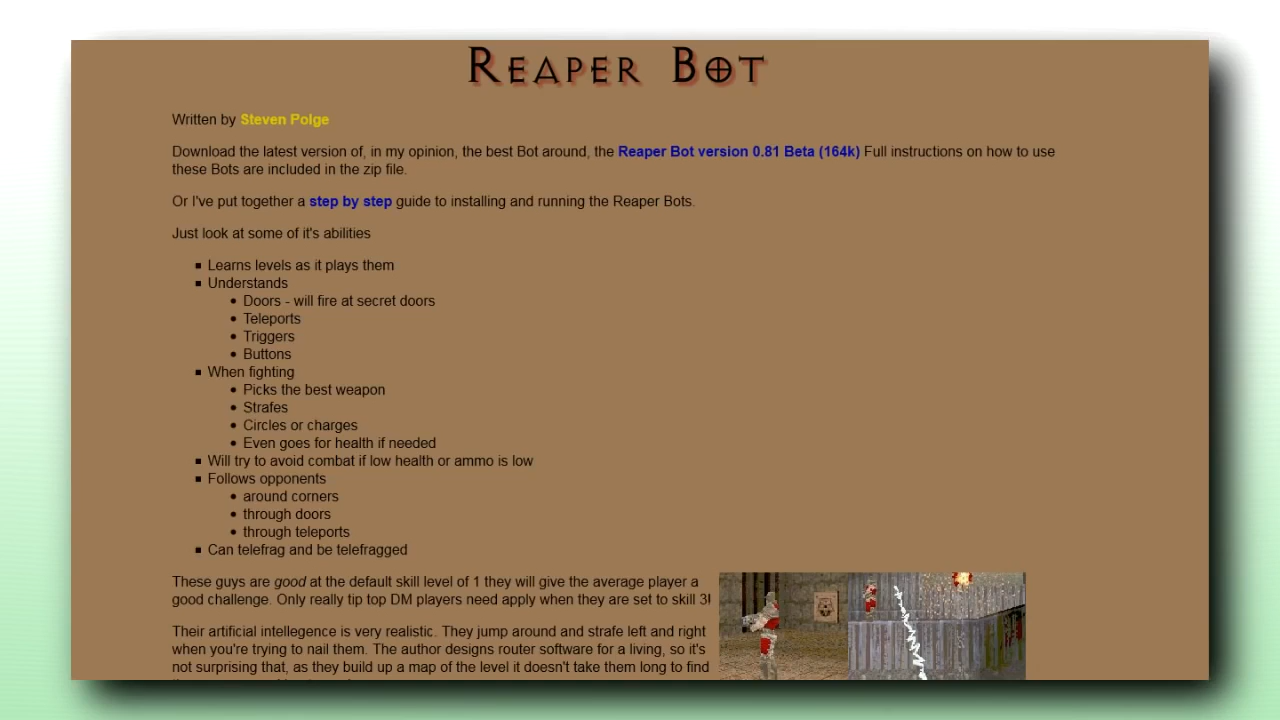 Reaper Bot
Written by Steven Polge
Download the latest version of, in my opinion, the best Bot around, the Reaper Bot version 0.81 Beta (164k) Full instructions on how to use
these Bots are included in the zip file.
Or I've put together a step by step guide to installing and running the Reaper Bots.
Just look at some of it's abilities
Learns levels as it plays them
Understands
Doors - will fire at secret doors
Teleports
Triggers
Buttons
When fighting
Picks the best weapon
Strafes
Circles or charges
Even goes for health if needed
Will try to avoid combat if low health or ammo is low
Follows opponents
around corners
through doors
through teleports
Can telefrag and be telefragged
These guys are good at the default skill level of 1 they will give the average player a
good challenge. Only really tip top DM players need apply when they are set to skill 3!
Their artificial intellegence is very realistic. They jump around and strafe left and right
when you're trying to nail them. The author designs router software for a living, so it's
not surprising that, as they build up a map of the level it doesn't take them long to find